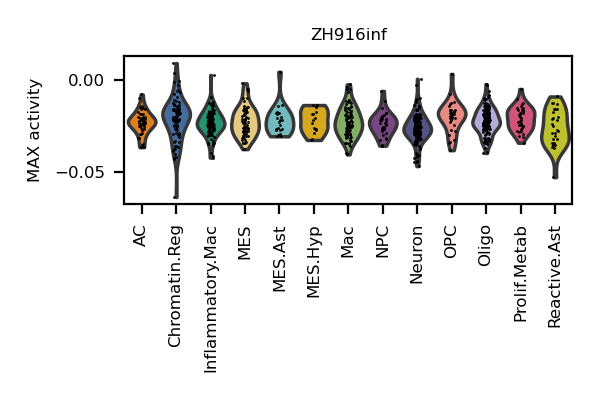 ZH916inf
MAX activity
0.00
−0.05
AC
Chromatin.Reg
Inflammatory.Mac
MES
MES.Ast
MES.Hyp
Mac
NPC
Neuron
OPC
Oligo
Prolif.Metab
Reactive.Ast